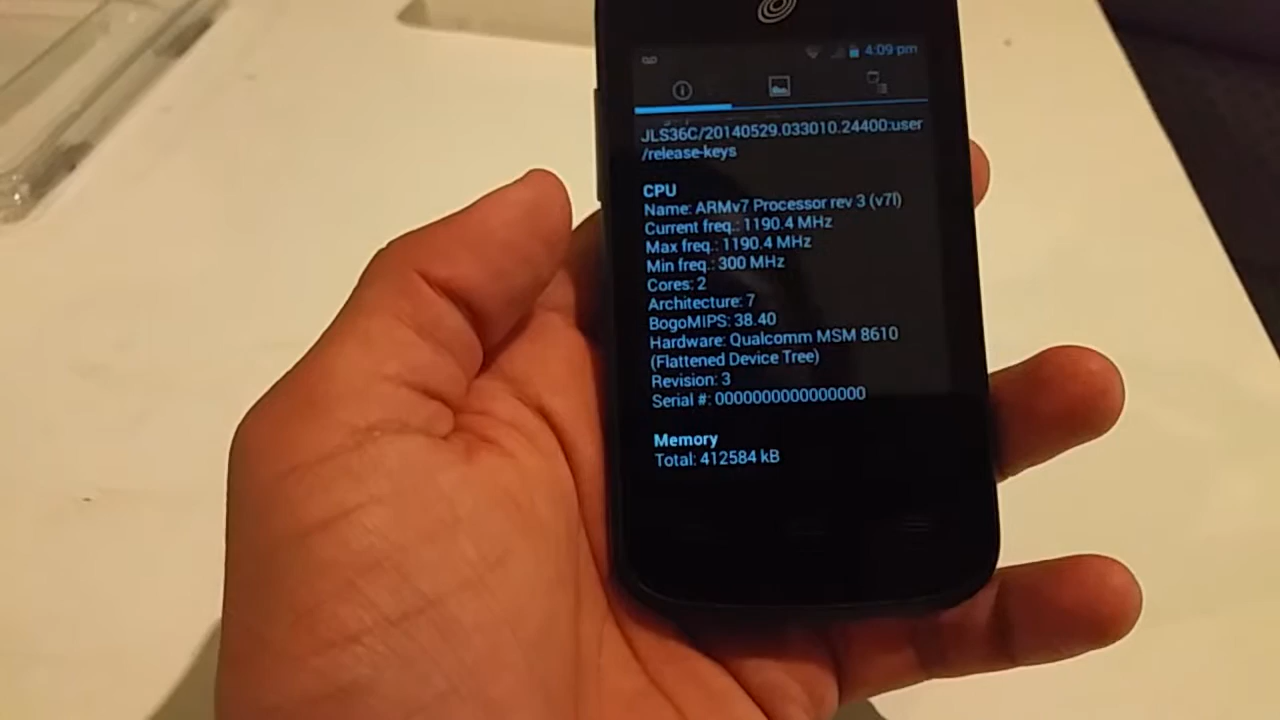 4:09 pm
JLS36C/20140529.033010.24400:user
/release-keys
CPU
Name: ARMv7 Processor rev 3 (v7l)
Current freq.: 1190.4 MHz
Max freq.: 1190.4 MHz
Min freq.: 300 MHz
Cores: 2
Architecture: 7
BogoMIPS: 38.40
Hardware: Qualcomm MSM 8610
(Flattened Device Tree)
Revision: 3
Serial #: 0000000000000000
Memory
Total: 412584 kB